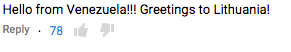 Hello from Venezuela!!! Greetings to Lithuania!
Reply · 78